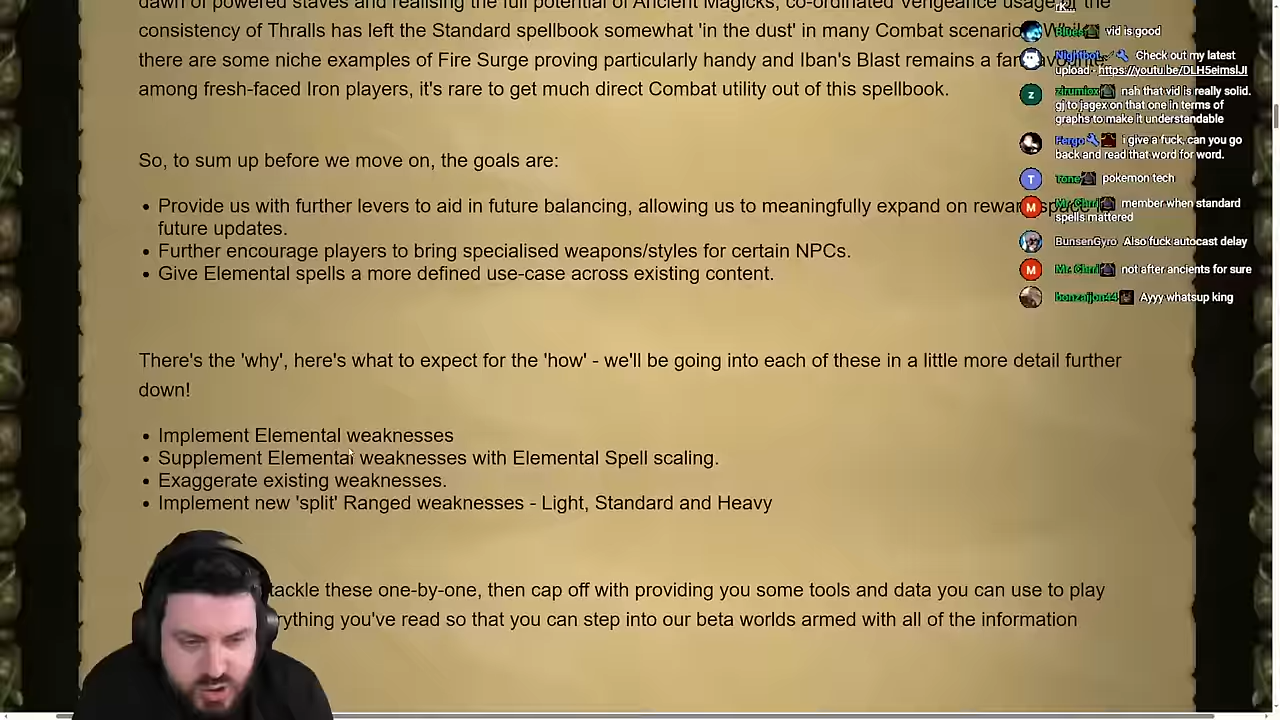 dawn of powered staves and realising the full potential of Ancient Magicks, co-ordinated Vengeance usage the
consistency of Thralls has left the Standard spellbook somewhat 'in the dust' in many Combat
there are some niche examples of Fire Surge proving particularly handy and Iban's Blast remains a
among fresh-faced Iron players, it's rare to get much direct Combat utility out of this spellbook.
So, to sum up before we move on, the goals are:
• Provide us with further levers to aid in future balancing, allowing us to meaningfully expand on
future updates.
• Further encourage players to bring specialised weapons/styles for certain NPCs.
• Give Elemental spells a more defined use-case across existing content.
There's the 'why', here's what to expect for the 'how' - we'll be going into each of these in a little more detail further
down!
• Implement Elemental weaknesses
• Supplement Elemental weaknesses with Elemental Spell scaling.
• Exaggerate existing weaknesses.
• Implement new 'split' Ranged weaknesses - Light, Standard and Heavy
tackle these one-by-one, then cap off with providing you some tools and data you can use to play
you've read so that you can step into our beta worlds armed with all of the information
vid is good
Nightbot Check out my latest
upload - https://youtu.be/DLH5eimslJI
zirumiox nah that vid is really solid.
gj to jagex on that one in terms of
graphs to make it understandable
Fergo i give a fuck, can you go
back and read that word for word.
T Tone pokemon tech
M Mr. Chri member when standard
spells mattered
BunsenGyro Also fuck autocast delay
M Mr. Chri not after ancients for sure
bonzaijon44 Ayyy whatsup king